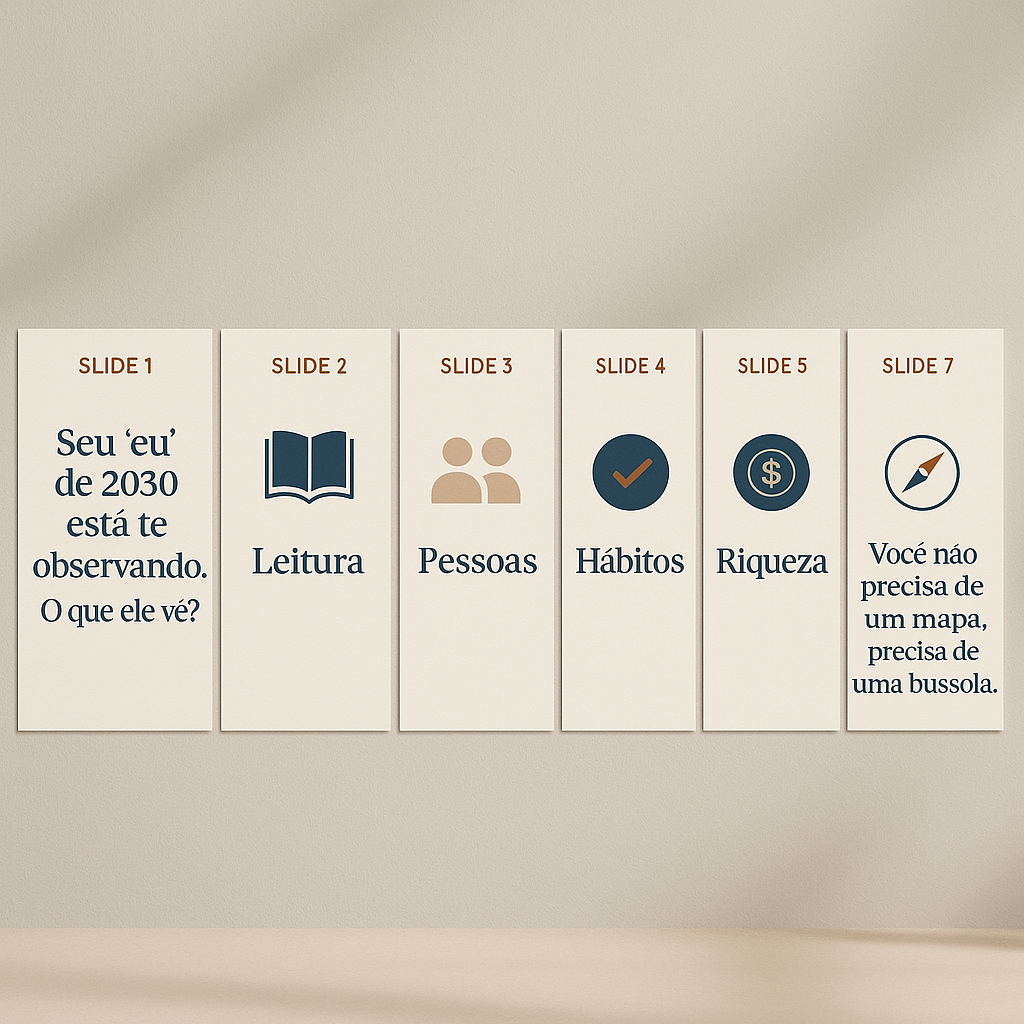 SLIDE 1
Seu ‘eu’
de 2030
está te
observando.
O que ele vé?
SLIDE 2
Leitura
SLIDE 3
Pessoas
SLIDE 4
Hábitos
SLIDE 5
Riqueza
SLIDE 7
Vocé náo
precisa de
um mapa,
precisa de
uma bussola.